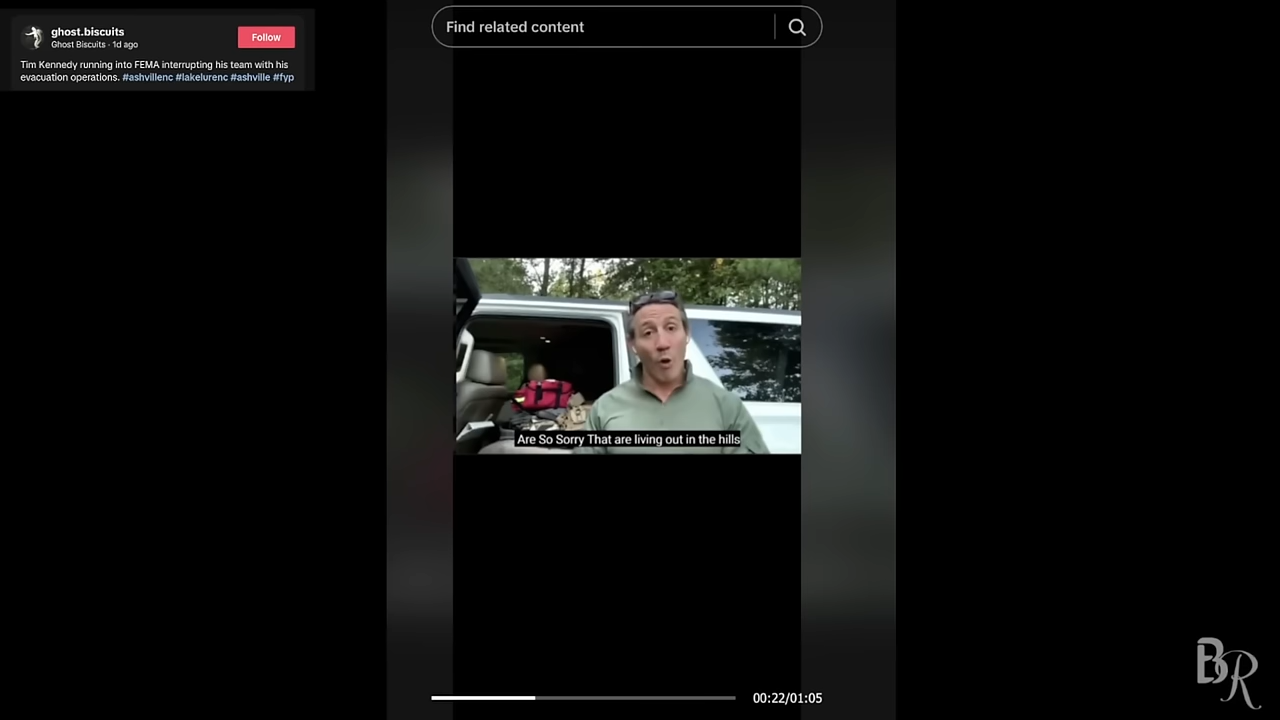 ghost.biscuits
Ghost Biscuits · 1d ago
Follow
Tim Kennedy running into FEMA interrupting his team with his
evacuation operations. #ashvillenc #lakelurenc #ashville #fyp
Find related content
Are So Sorry That are living out in the hills
00:22/01:05
BR